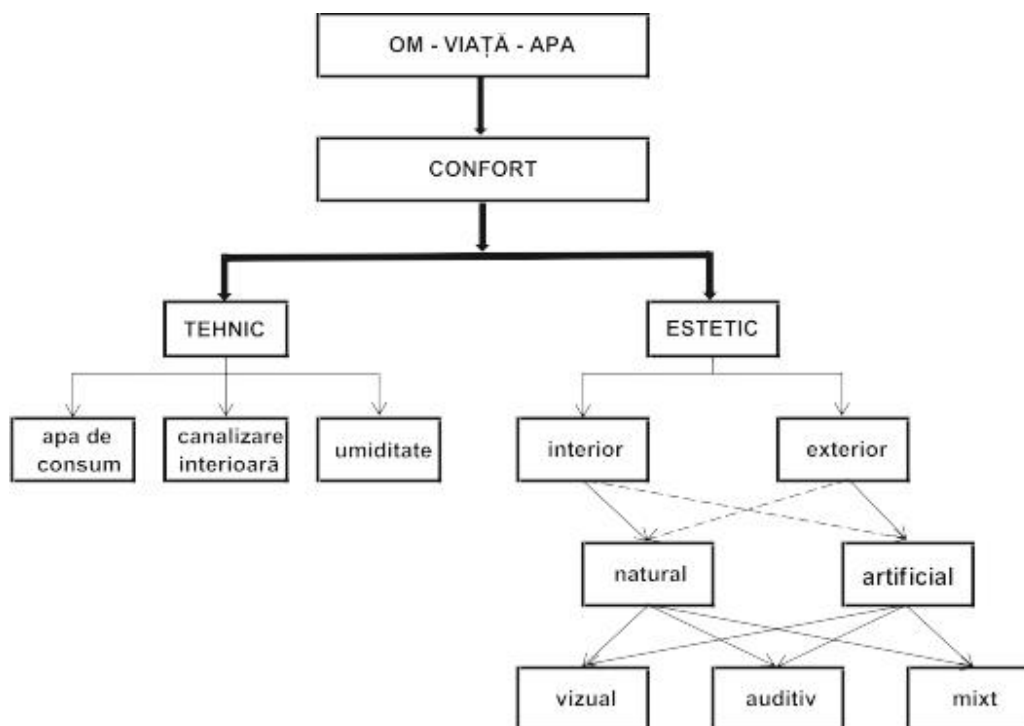 OM - VIAȚĂ - APA
CONFORT
TEHNIC
ESTETIC
apa de
consum
canalizare
interioară
umiditate
interior
exterior
natural
artificial
vizual
auditiv
mixt